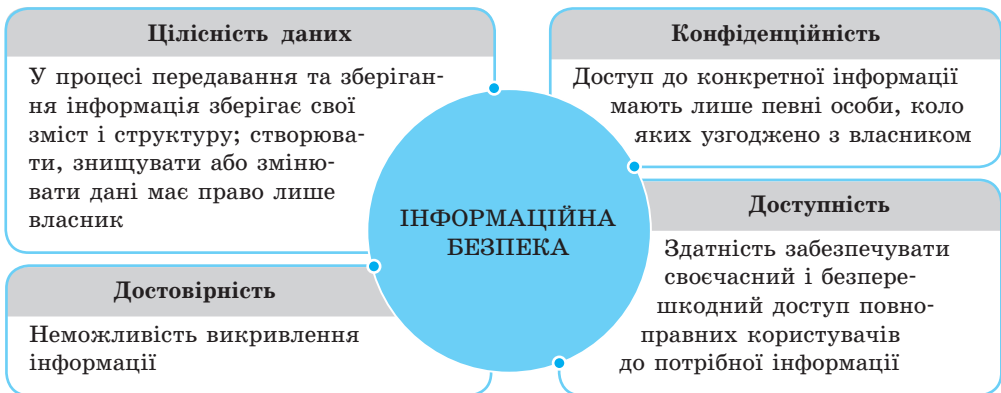 Цілісність даних
У процесі передавання та зберіган-
ня інформація зберігає свої
зміст і структуру; створюва-
ти, знищувати або зміню-
вати дані має право лише
власник
Конфіденційність
Доступ до конкретної інформації
мають лише певні особи, коло
яких узгоджено з власником
ІНФОРМАЦІЙНА
БЕЗПЕКА
Достовірність
Неможливість викривлення
інформації
Доступність
Здатність забезпечувати
своєчасний і безпере-
шкодний доступ повно-
правних користувачів
до потрібної інформації